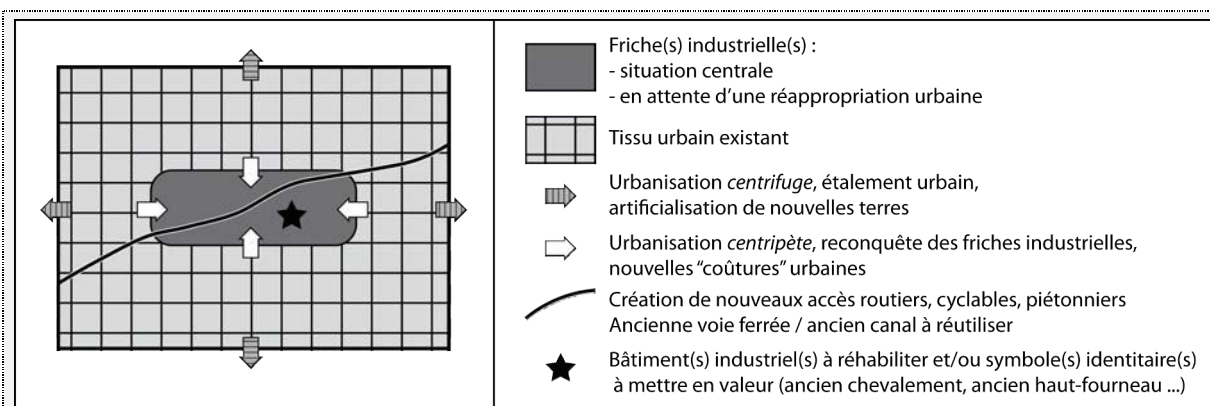 Friche(s) industrielle(s) :
- situation centrale
- en attente d’une réappropriation urbaine
Tissu urbain existant
Urbanisation centrifuge, étalement urbain,
artificialisation de nouvelles terres
Urbanisation centripète, reconquête des friches industrielles,
nouvelles “coûtures” urbaines
Création de nouveaux accès routiers, cyclables, piétonniers
Ancienne voie ferrée / ancien canal à réutiliser
Bâtiment(s) industriel(s) à réhabiliter et/ou symbole(s) identitaire(s)
à mettre en valeur (ancien chevalement, ancien haut-fourneau ...)